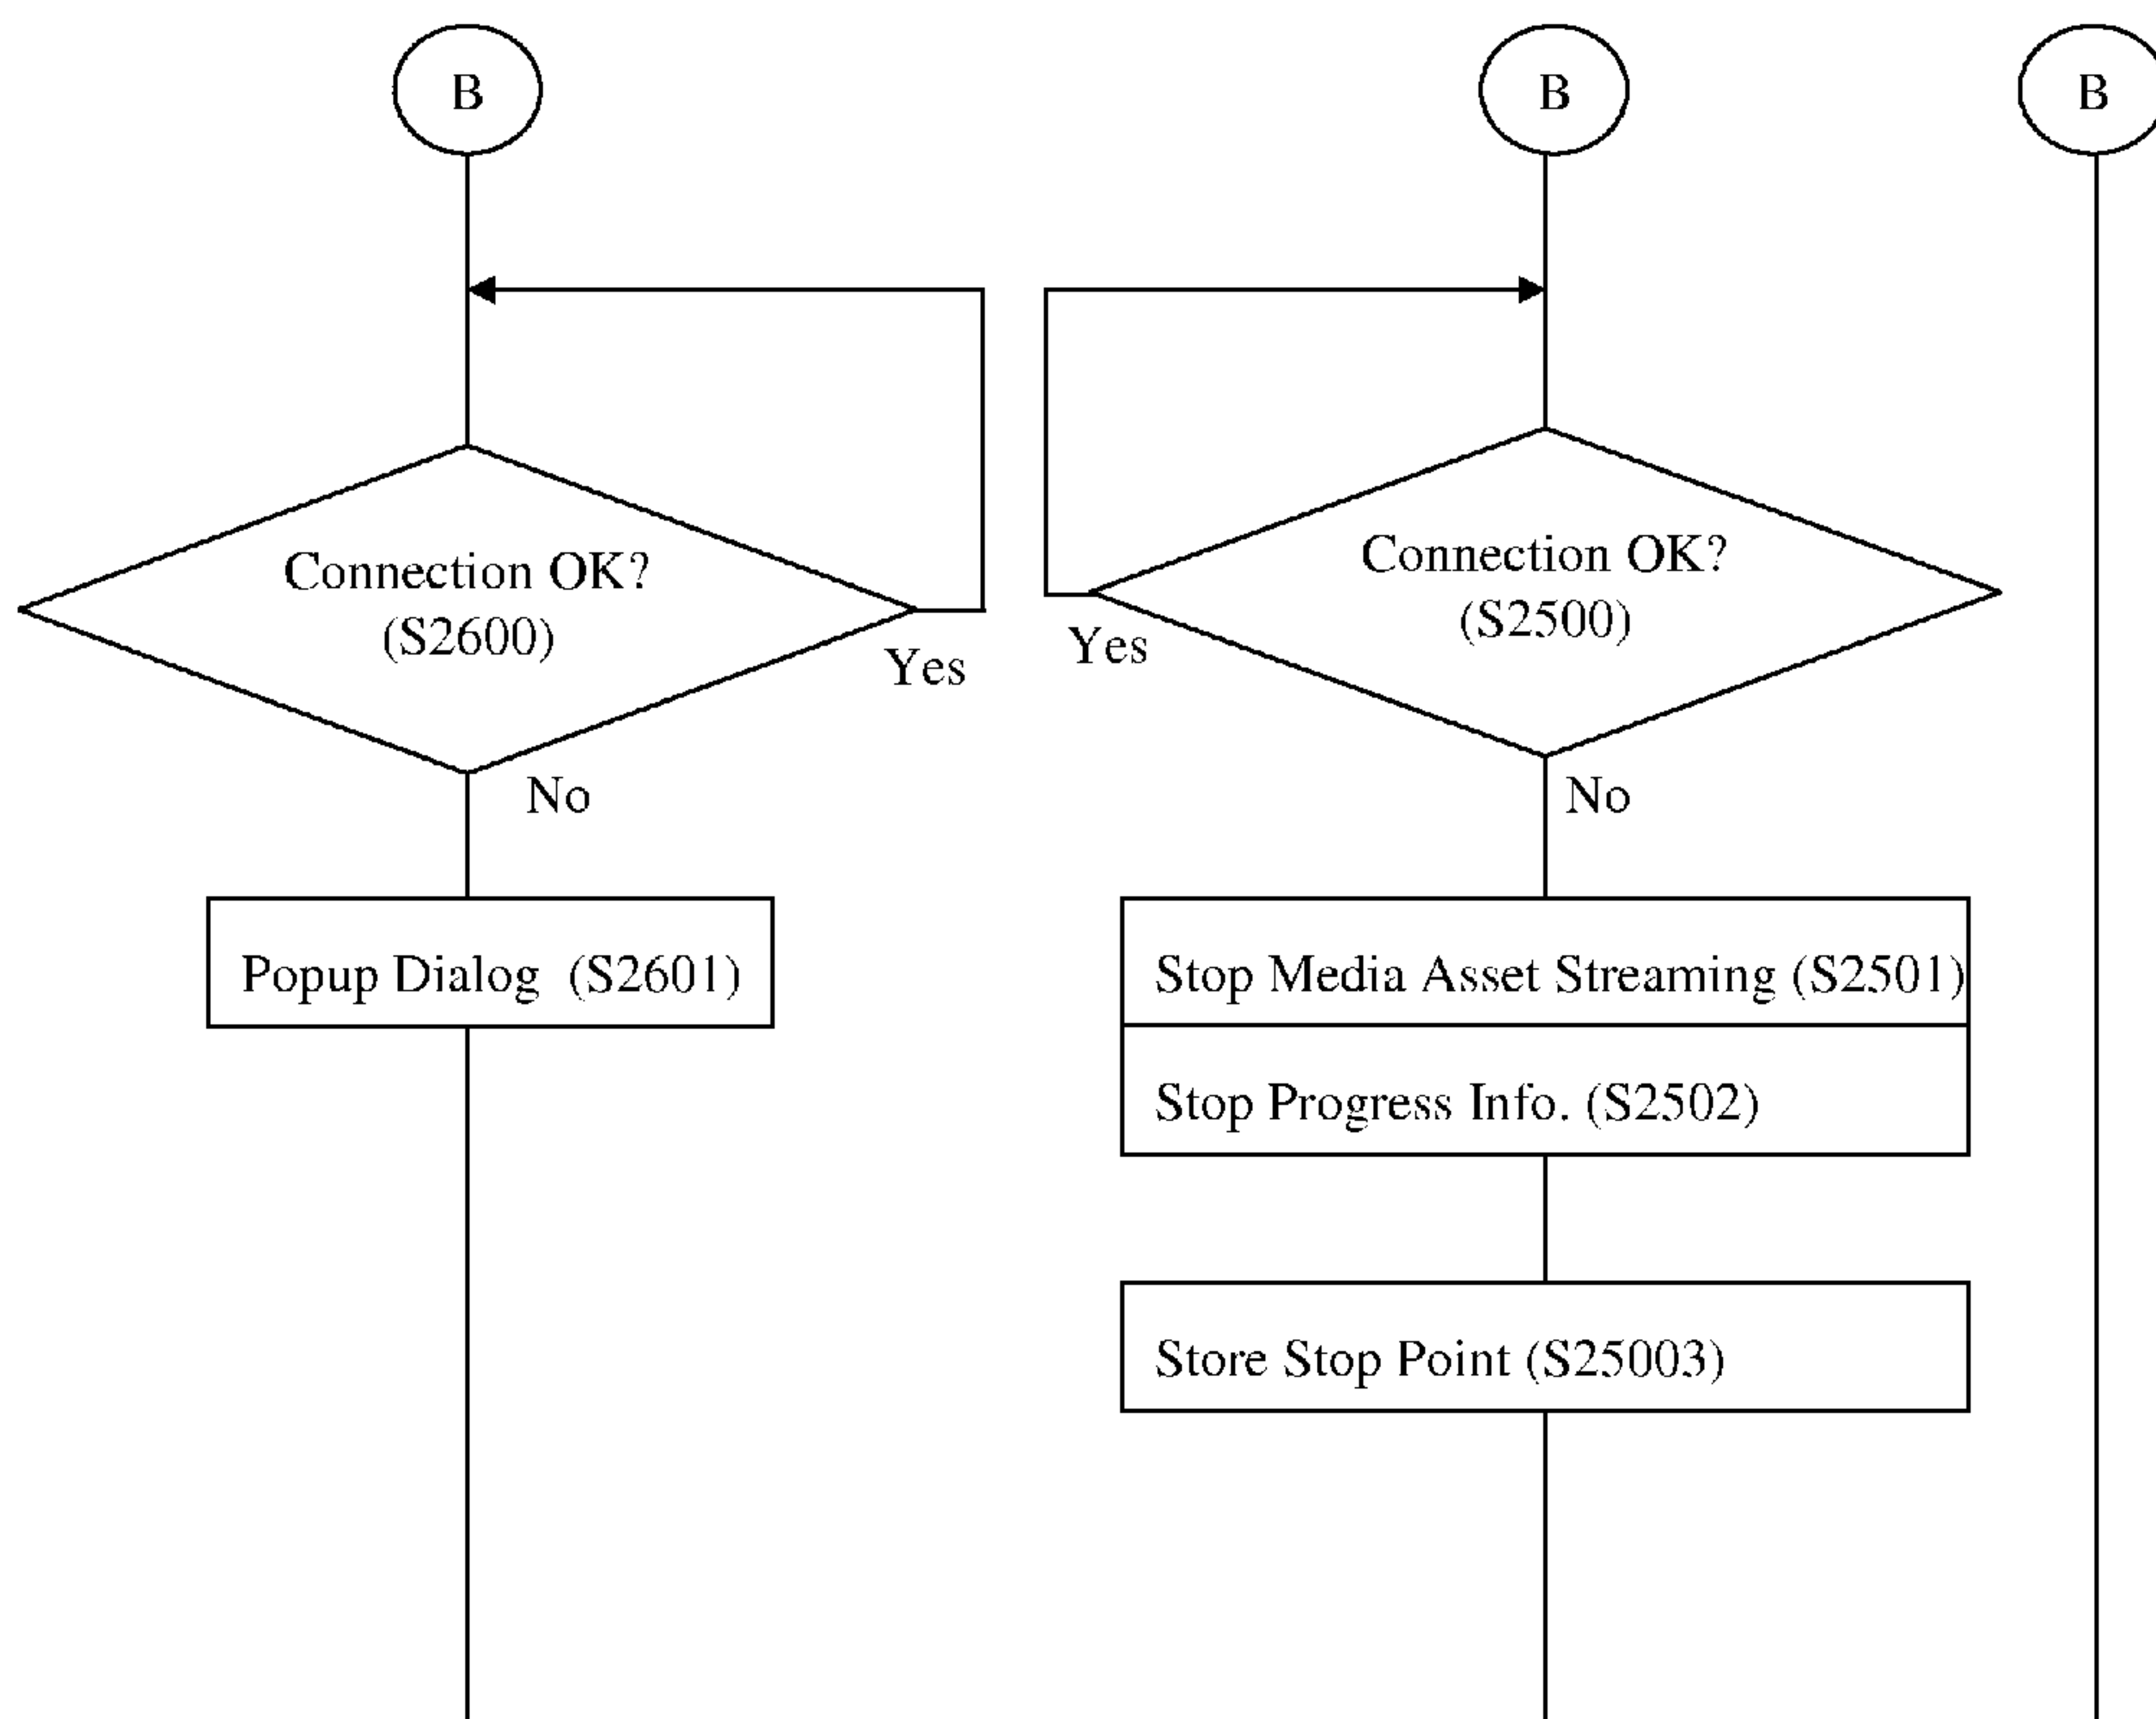 B
B
B
Connection OK?
(S2600)
Yes
No
Connection OK?
(S2500)
Yes
No
Popup Dialog (S2601)
Stop Media Asset Streaming (S2501)
Stop Progress Info. (S2502)
Store Stop Point (S25003)